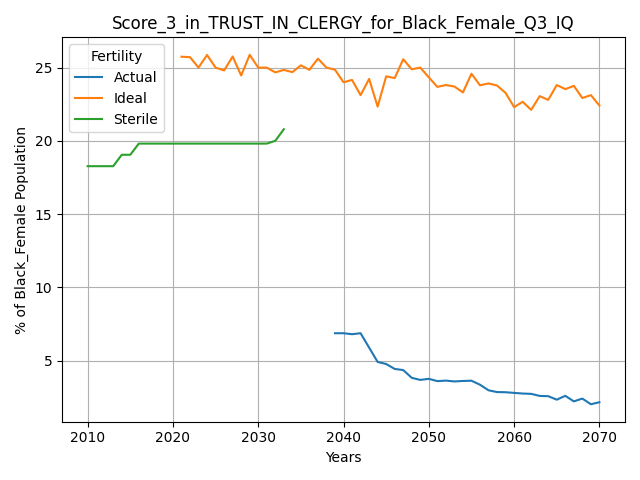 Score_3_in_TRUST_IN_CLERGY_for_Black_Female_Q3_IQ
Fertility
Actual
Ideal
Sterile
% of Black_Female Population
25
20
15
10
5
2010 2020 2030 2040 2050 2060 2070
Years